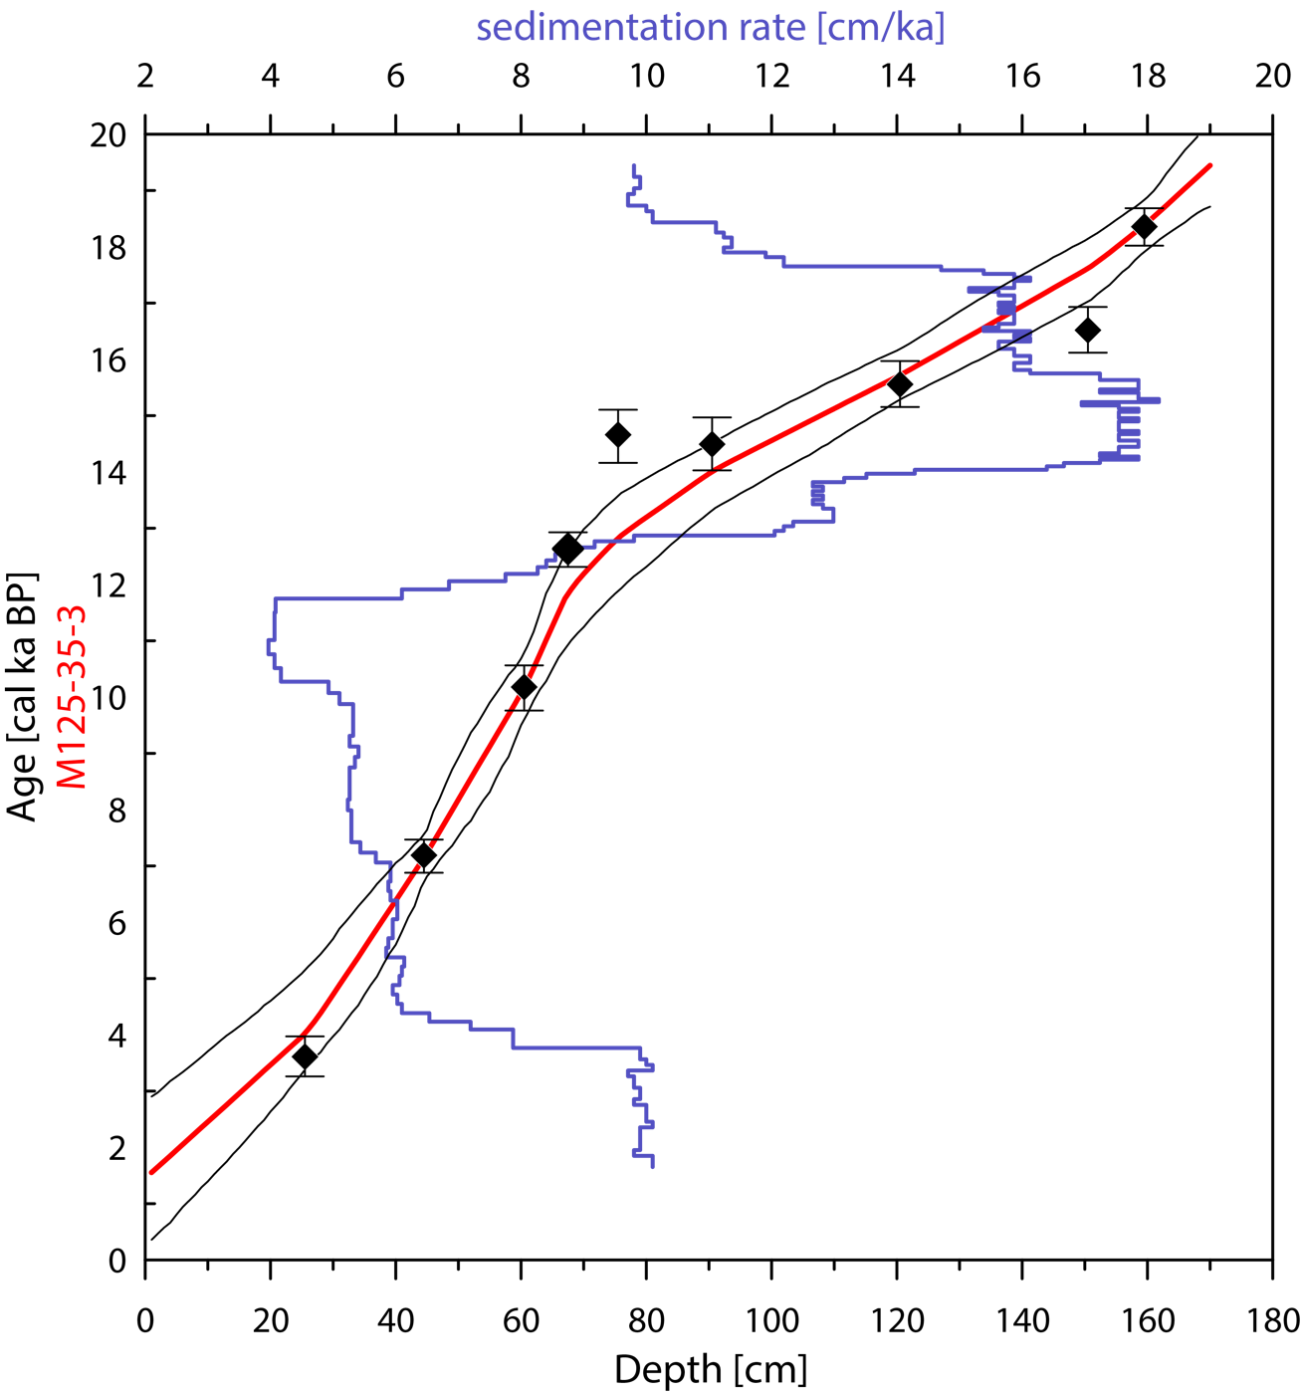 sedimentation rate [cm/ka]
2 4 6 8 10 12 14 16 18 20
20
18
16
14
12
10
8
6
4
2
0
Age [cal ka BP]
M125-35-3
0 20 40 60 80 100 120 140 160 180
Depth [cm]